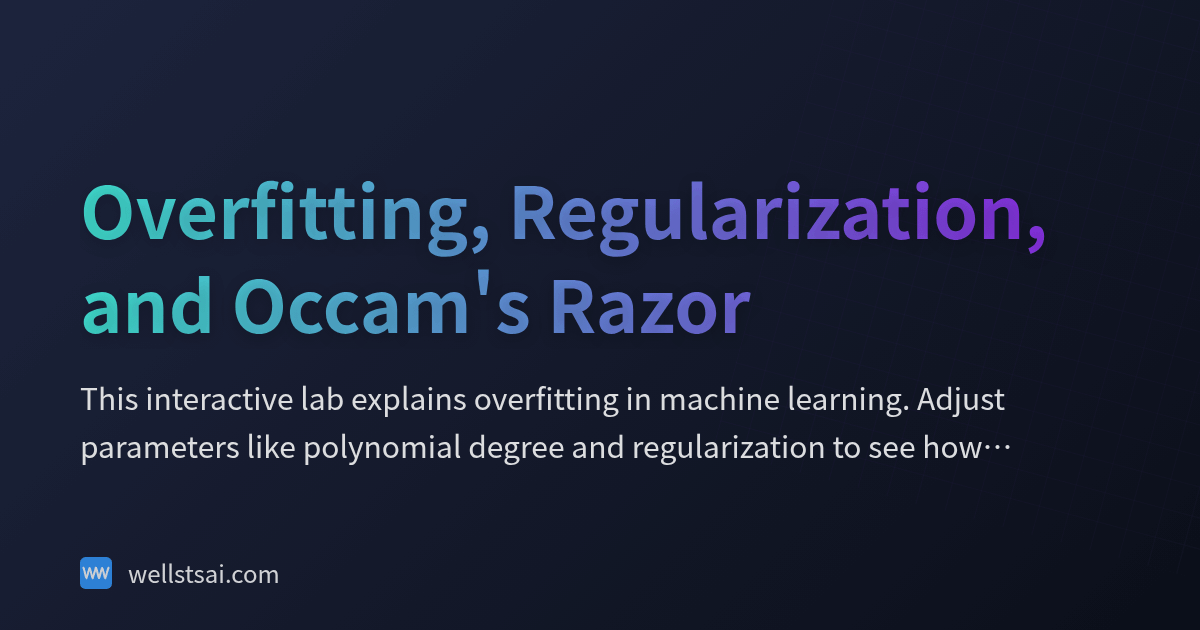 Overfitting, Regularization,
and Occam's Razor
This interactive lab explains overfitting in machine learning. Adjust
parameters like polynomial degree and regularization to see how…
wellstsai.com